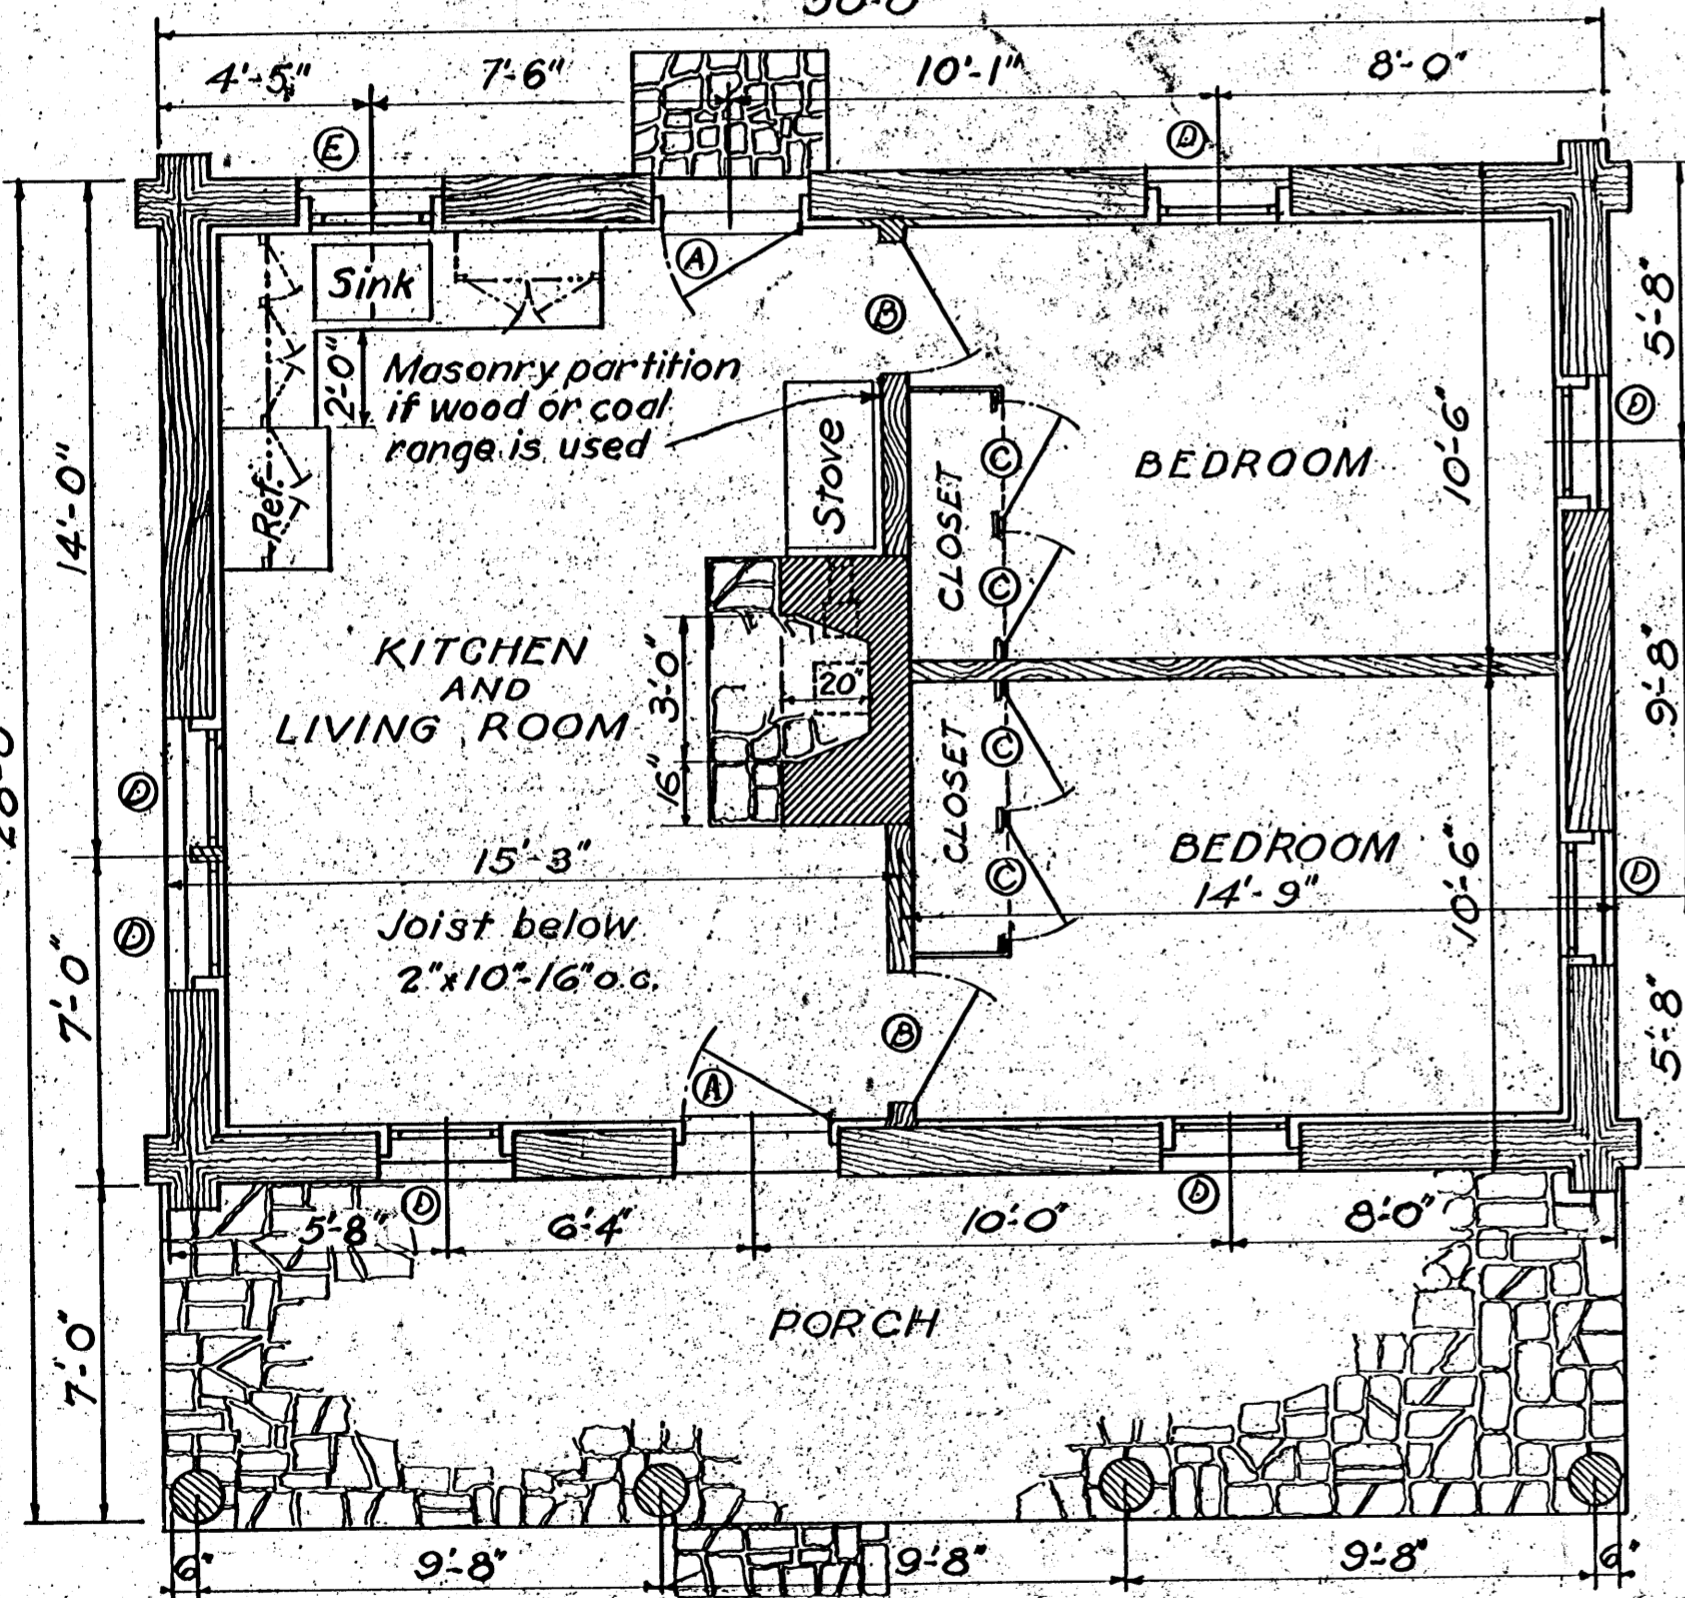 30'-0"
4'-5"
7'-6"
10'-1"
8'-0"
E
D
A
Sink
B
2'-0"
Masonry partition
if wood or coal
range is used
Stove
Ref.
14'-0"
5'-8"
D
10'-6"
BEDROOM
CLOSET
C
C
KITCHEN
AND
LIVING ROOM
3'-0"
20"
16"
9'-8"
28'-0"
D
CLOSET
C
C
BEDROOM
14'-9"
10'-6"
D
15'-3"
Joist below
2"x10"-16" o.c.
D
7'-0"
B
A
5'-8"
D
D
5'-8"
6'-4"
10'-0"
8'-0"
PORCH
7'-0"
6"
9'-8"
9'-8"
9'-8"
6"